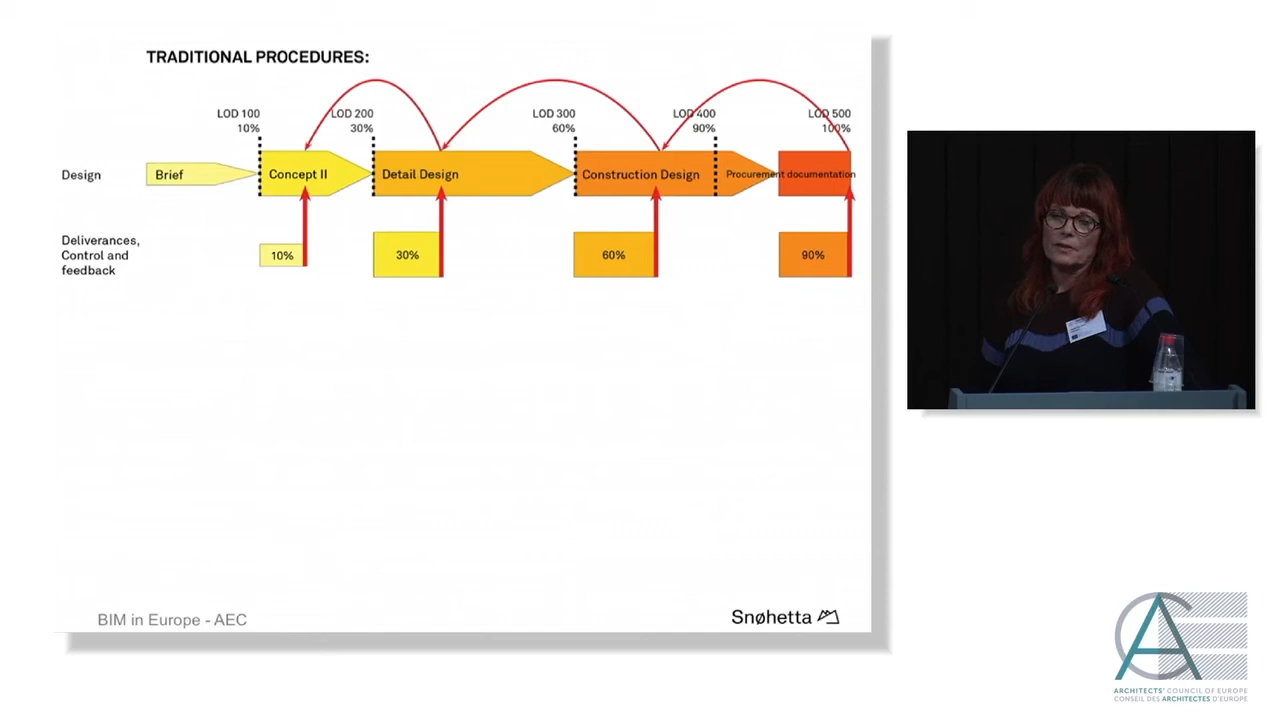 TRADITIONAL PROCEDURES:
LOD 100
10%
LOD 200
30%
LOD 300
60%
LOD 400
90%
LOD 500
100%
Design
Brief
Concept II
Detail Design
Construction Design
Procurement documentation
Deliverances,
Control and
feedback
10%
30%
60%
90%
BIM in Europe - AEC
Snøhetta
ACE
ARCHITECTS' COUNCIL OF EUROPE
CONSEIL DES ARCHITECTES D'EUROPE